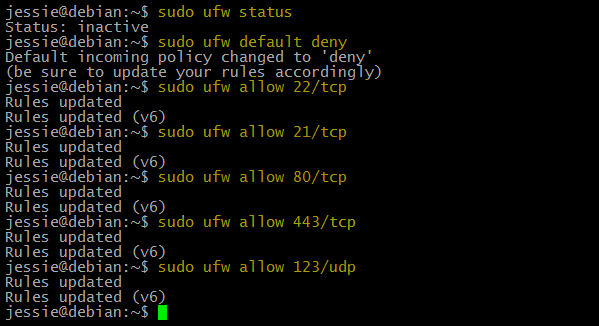 jessie@debian:~$ sudo ufw status
Status: inactive
jessie@debian:~$ sudo ufw default deny
Default incoming policy changed to 'deny'
(be sure to update your rules accordingly)
jessie@debian:~$ sudo ufw allow 22/tcp
Rules updated
Rules updated (v6)
jessie@debian:~$ sudo ufw allow 21/tcp
Rules updated
Rules updated (v6)
jessie@debian:~$ sudo ufw allow 80/tcp
Rules updated
Rules updated (v6)
jessie@debian:~$ sudo ufw allow 443/tcp
Rules updated
Rules updated (v6)
jessie@debian:~$ sudo ufw allow 123/udp
Rules updated
Rules updated (v6)
jessie@debian:~$